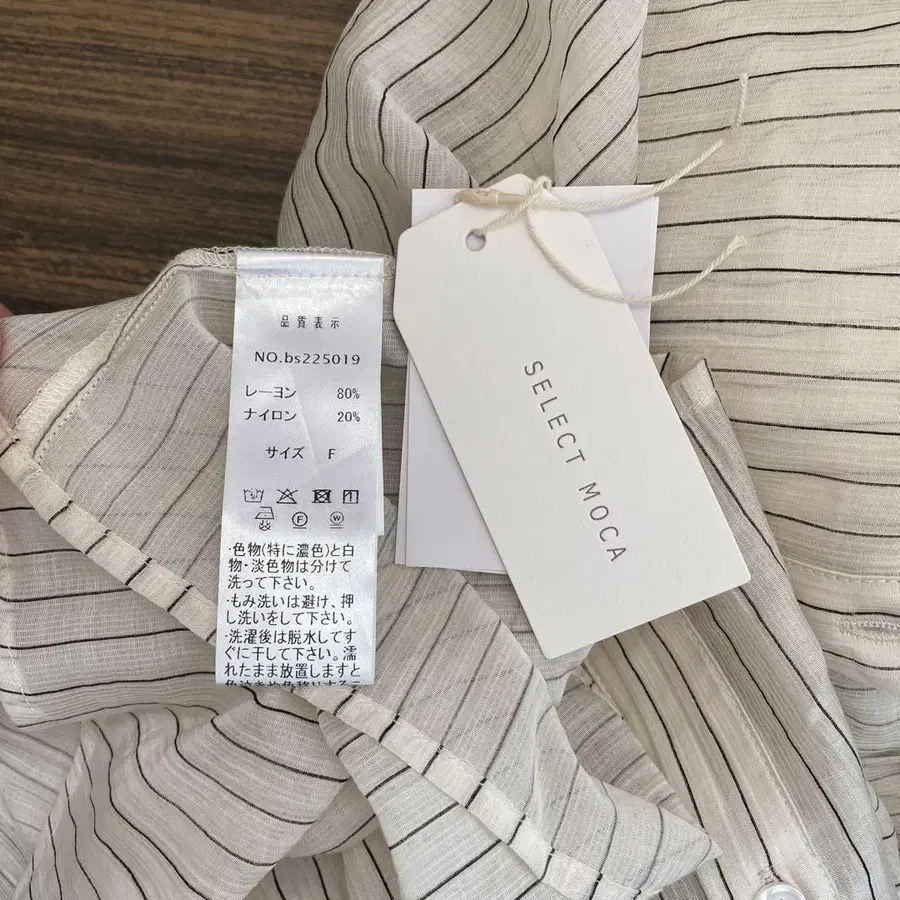 品質表示
NO.bs225019
レーヨン 80%
ナイロン 20%
サイズ F
F
W
・色物(特に濃色)と白
物・淡色物は分けて
洗って下さい。
・もみ洗いは避け、押
し洗いをして下さい。
・洗濯後は脱水してす
ぐに干して下さい。濡
れたまま放置しますと
SELECT MOCA